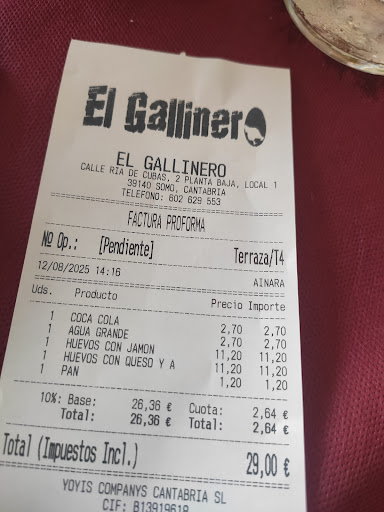 El Gallinero
EL GALLINERO
CALLE RIA DE CUBAS, 2 PLANTA BAJA, LOCAL 1
39140 SOMO, CANTABRIA
TELEFONO: 602 629 553
FACTURA PROFORMA
Nº Op.: [Pendiente] Terraza/T4
12/08/2025 14:16 AINARA
Uds. Producto Precio Importe
1 COCA COLA 2,70 2,70
1 AGUA GRANDE 2,70 2,70
1 HUEVOS CON JAMON 11,20 11,20
1 HUEVOS CON QUESO Y A 11,20 11,20
1 PAN 1,20 1,20
10%: Base: 26,36 € Cuota: 2,64 €
Total: 26,36 € Total: 2,64 €
Total (Impuestos Incl.) 29,00 €
YOYIS COMPANYS CANTABRIA SL
CIF: B13919618